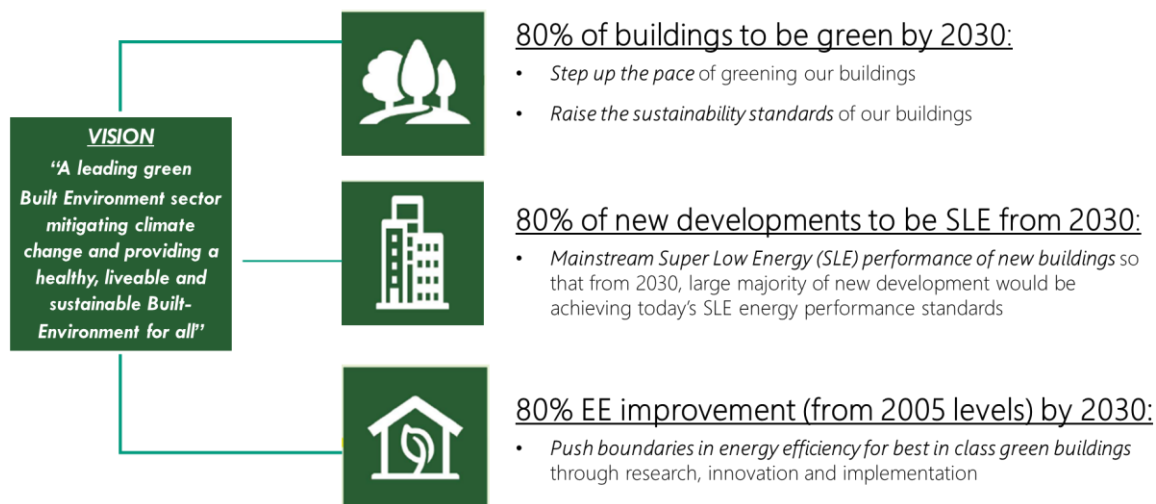 VISION
“A leading green
Built Environment sector
mitigating climate
change and providing a
healthy, liveable and
sustainable Built-
Environment for all”
80% of buildings to be green by 2030:
• Step up the pace of greening our buildings
• Raise the sustainability standards of our buildings
80% of new developments to be SLE from 2030:
• Mainstream Super Low Energy (SLE) performance of new buildings so
that from 2030, large majority of new development would be
achieving today’s SLE energy performance standards
80% EE improvement (from 2005 levels) by 2030:
• Push boundaries in energy efficiency for best in class green buildings
through research, innovation and implementation